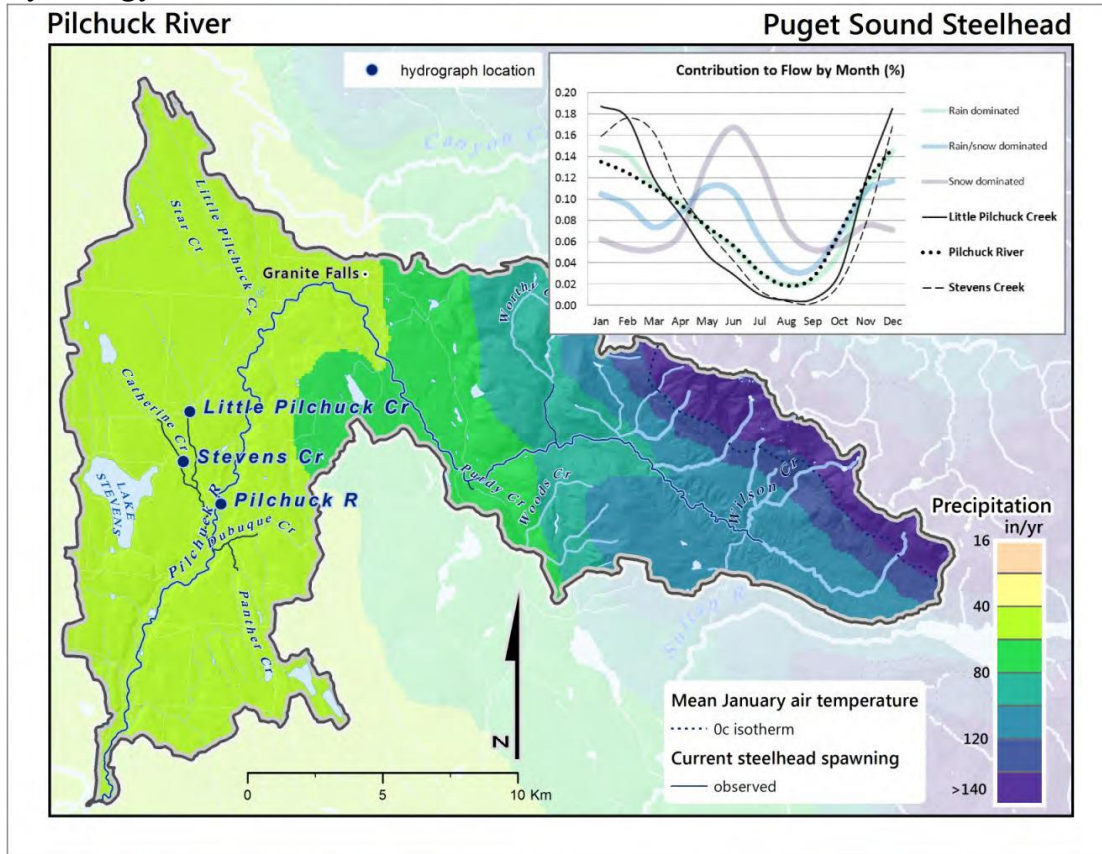 Pilchuck River
Puget Sound Steelhead
hydrograph location
Contribution to Flow by Month (%)
0.20
0.18
0.16
0.14
0.12
0.10
0.08
0.06
0.04
0.02
0.00
Jan Feb Mar Apr May Jun Jul Aug Sep Oct Nov Dec
Rain dominated
Rain/snow dominated
Snow dominated
Little Pilchuck Creek
Pilchuck River
Stevens Creek
Canyon C
Star Cr
Little Pilchuck Cr
Granite Falls
Worthy
Catherine Cr
Little Pilchuck Cr
Stevens Cr
LAKE STEVENS
Pilchuck R
Pilchuck R
Dubuque Cr
Panther Cr
Purdy Cr
Woods Cr
Wilson Cr
Sultan R
Precipitation
in/yr
16
40
80
120
>140
N
0 5 10 Km
Mean January air temperature
0c isotherm
Current steelhead spawning
observed